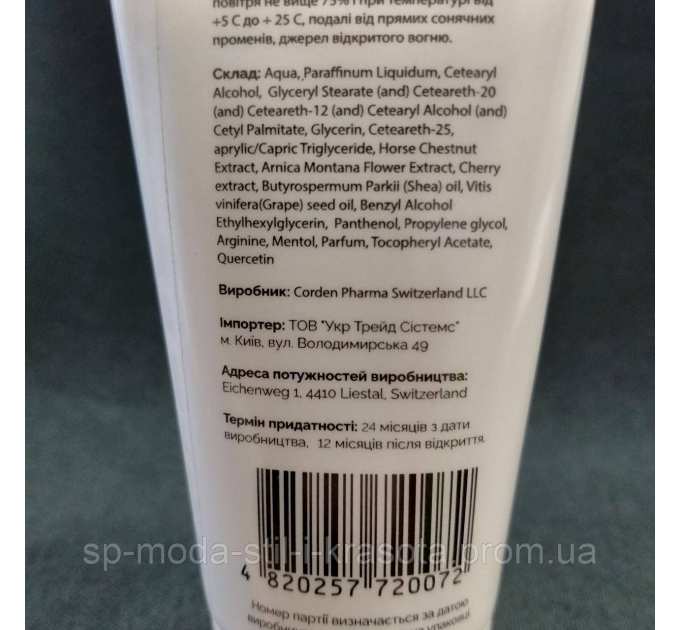 повітря не вище 75% і при температурі від
+5 С до + 25 С, подалі від прямих сонячних
променів, джерел відкритого вогню.
Склад: Aqua, Paraffinum Liquidum, Cetearyl
Alcohol, Glyceryl Stearate (and) Ceteareth-20
(and) Ceteareth-12 (and) Cetearyl Alcohol (and)
Cetyl Palmitate, Glycerin, Ceteareth-25,
aprylic/Capric Triglyceride, Horse Chestnut
Extract, Arnica Montana Flower Extract, Cherry
extract, Butyrospermum Parkii (Shea) oil, Vitis
vinifera(Grape) seed oil, Benzyl Alcohol
Ethylhexylglycerin, Panthenol, Propylene glycol,
Arginine, Mentol, Parfum, Tocopheryl Acetate,
Quercetin
Виробник: Corden Pharma Switzerland LLC
Імпортер: ТОВ "Укр Трейд Сістемс"
м. Київ, вул. Володимирська 49
Адреса потужностей виробництва:
Eichenweg 1, 4410 Liestal, Switzerland
Термін придатності: 24 місяців з дати
виробництва, 12 місяців після відкриття.
sp-moda-stil-i-krasota.prom.ua
4 820257 720072
Номер партії визначається за датою
упаковці